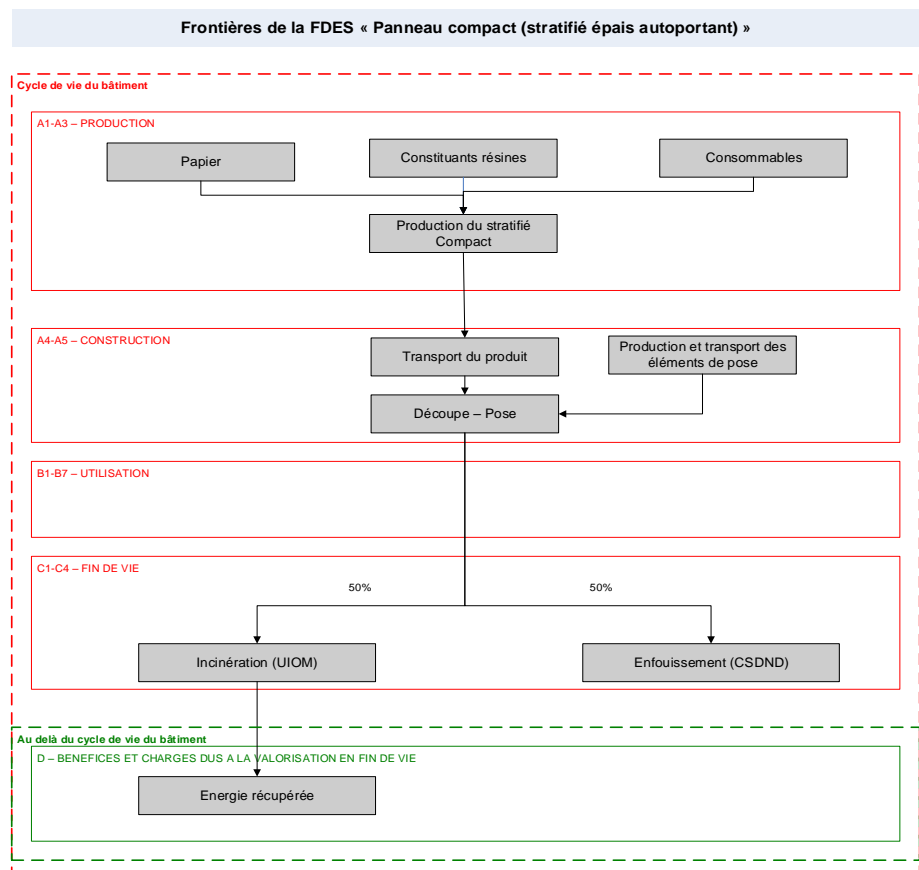 Frontières de la FDES « Panneau compact (stratifié épais autoportant) »
Cycle de vie du bâtiment
A1-A3 – PRODUCTION
Papier
Constituants résines
Consommables
Production du stratifié
Compact
A4-A5 – CONSTRUCTION
Transport du produit
Production et transport des
éléments de pose
Découpe – Pose
B1-B7 – UTILISATION
C1-C4 – FIN DE VIE
50%
50%
Incinération (UIOM)
Enfouissement (CSDND)
Au delà du cycle de vie du bâtiment
D – BENEFICES ET CHARGES DUS A LA VALORISATION EN FIN DE VIE
Energie récupérée